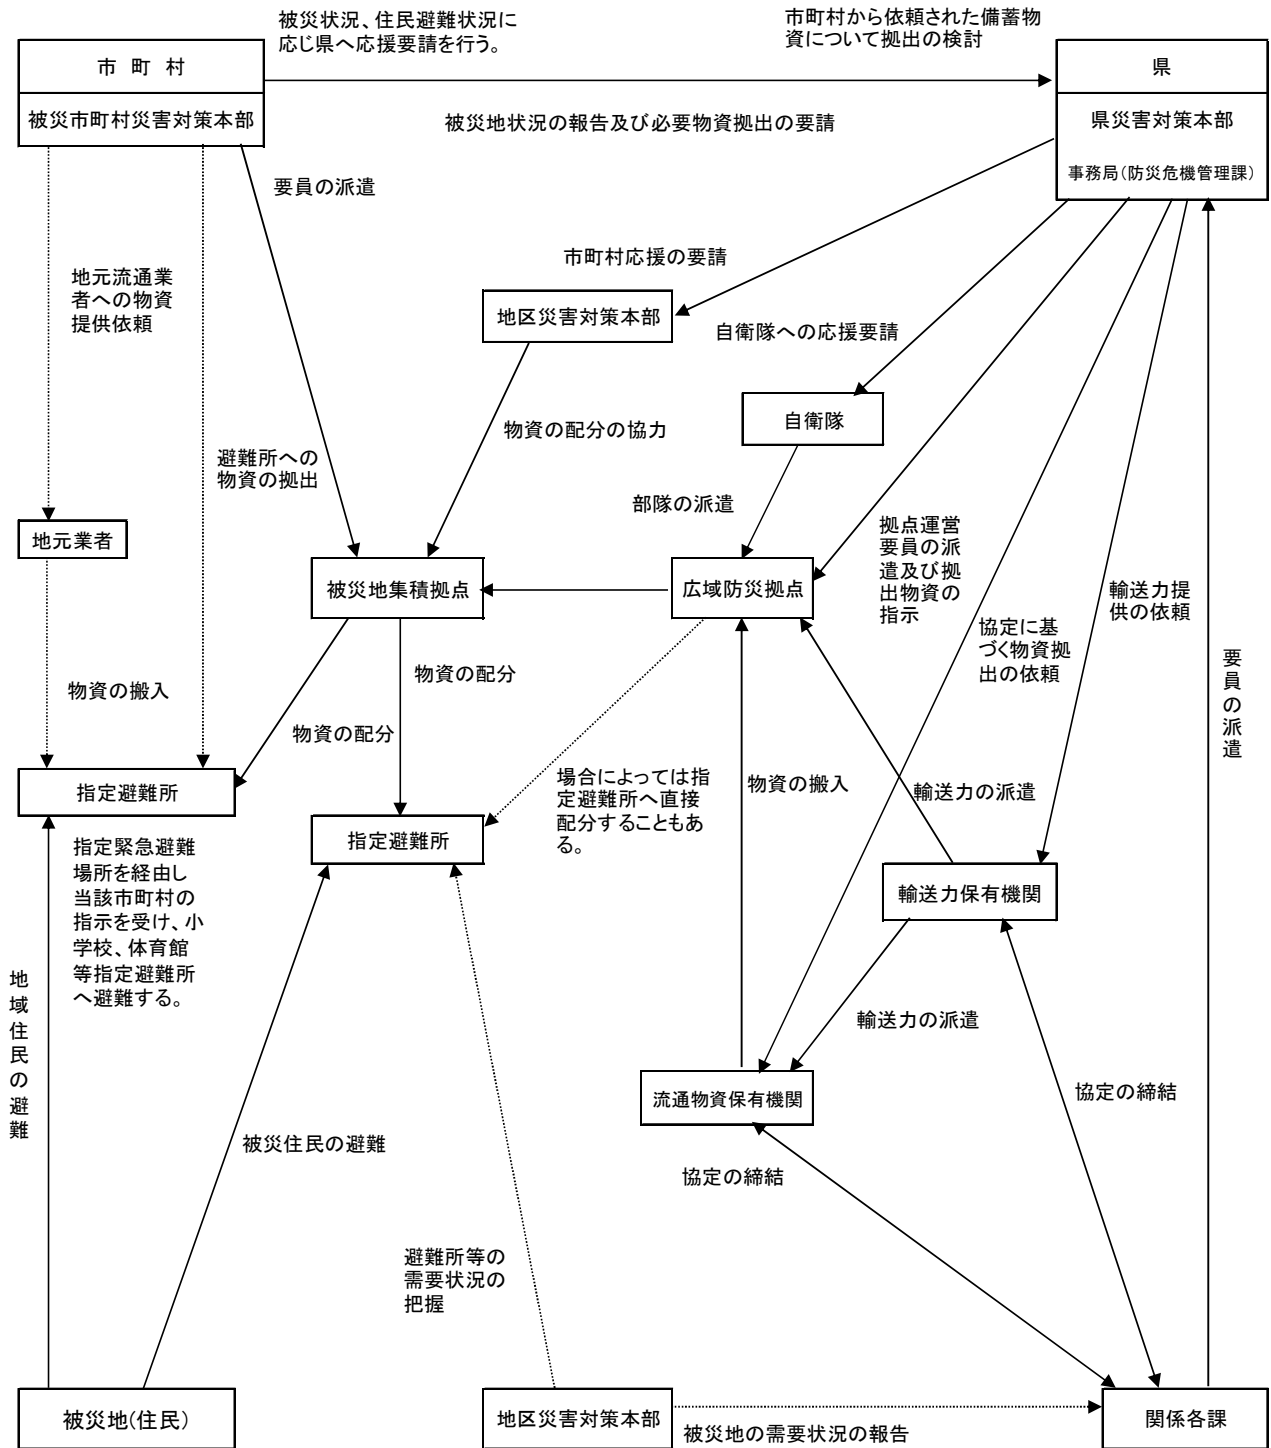 被災状況、住民避難状況に
応じ県へ応援要請を行う。
市町村から依頼された備蓄物
資について拠出の検討
市 町 村
被災市町村災害対策本部
県
県災害対策本部
事務局(防災危機管理課)
被災地状況の報告及び必要物資拠出の要請
要員の派遣
市町村応援の要請
地元流通業
者への物資
提供依頼
地区災害対策本部
自衛隊への応援要請
自衛隊
物資の配分の協力
避難所への
物資の拠出
部隊の派遣
拠点運営
要員の派
遣及び拠
出物資の
指示
地元業者
被災地集積拠点
広域防災拠点
輸送力提
供の依頼
協定に基
づく物資拠
出の依頼
要員の派遣
物資の搬入
物資の配分
物資の配分
指定避難所
場合によっては指
定避難所へ直接
配分することもあ
る。
物資の搬入
輸送力の派遣
指定避難所
指定緊急避難
場所を経由し
当該市町村の
指示を受け、小
学校、体育館
等指定避難所
へ避難する。
輸送力保有機関
地域住民の避難
輸送力の派遣
流通物資保有機関
協定の締結
被災住民の避難
協定の締結
避難所等の
需要状況の
把握
被災地(住民)
地区災害対策本部
被災地の需要状況の報告
関係各課